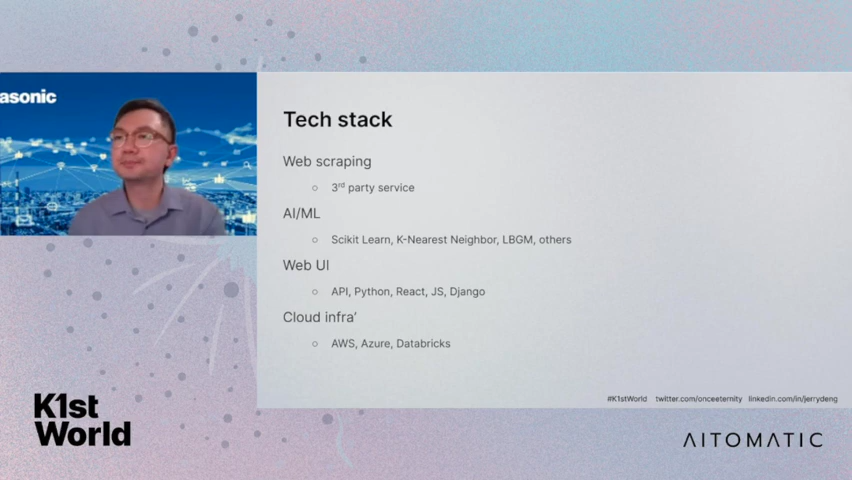 asonic
Tech stack
Web scraping
○ 3rd party service
AI/ML
○ Scikit Learn, K-Nearest Neighbor, LBGM, others
Web UI
○ API, Python, React, JS, Django
Cloud infra’
○ AWS, Azure, Databricks
#K1stWorld twitter.com/onceeternity linkedin.com/in/jerrydeng
K1st
World
AITOMATIC